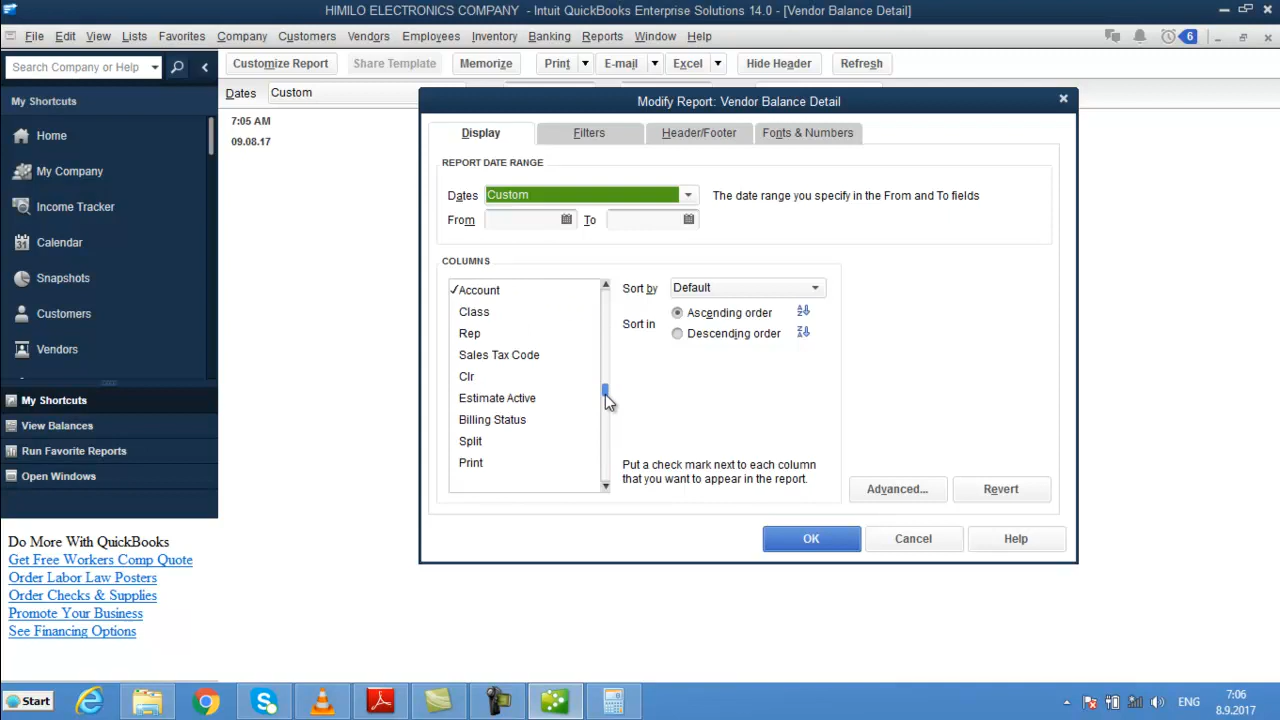 HIMILO ELECTRONICS COMPANY - Intuit QuickBooks Enterprise Solutions 14.0 - [Vendor Balance Detail]
File Edit View Lists Favorites Company Customers Vendors Employees Inventory Banking Reports Window Help
6
Search Company or Help
Customize Report Share Template Memorize Print E-mail Excel Hide Header Refresh
Dates Custom
My Shortcuts
Home
My Company
Income Tracker
Calendar
Snapshots
Customers
Vendors
My Shortcuts
View Balances
Run Favorite Reports
Open Windows
Do More With QuickBooks
Get Free Workers Comp Quote
Order Labor Law Posters
Order Checks & Supplies
Promote Your Business
See Financing Options
7:05 AM
09.08.17
Modify Report: Vendor Balance Detail
Display Filters Header/Footer Fonts & Numbers
REPORT DATE RANGE
Dates Custom The date range you specify in the From and To fields
From To
COLUMNS
✓Account
Class
Rep
Sales Tax Code
Clr
Estimate Active
Billing Status
Split
Print
Sort by Default
Sort in Ascending order
Descending order
Put a check mark next to each column
that you want to appear in the report.
Advanced... Revert
OK Cancel Help
Start
ENG
7:06
8.9.2017